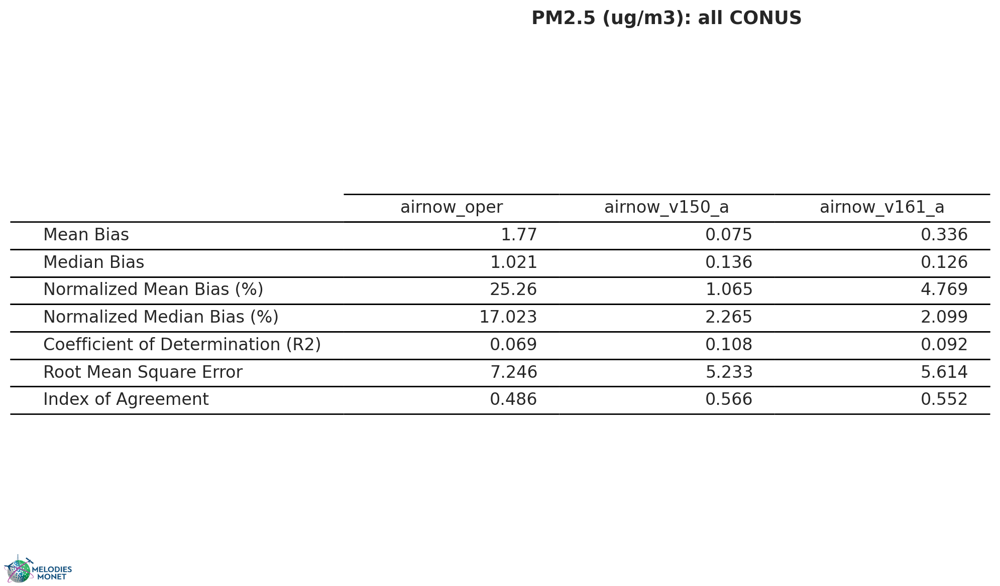 PM2.5 (ug/m3): all CONUS
airnow_oper airnow_v150_a airnow_v161_a
Mean Bias 1.77 0.075 0.336
Median Bias 1.021 0.136 0.126
Normalized Mean Bias (%) 25.26 1.065 4.769
Normalized Median Bias (%) 17.023 2.265 2.099
Coefficient of Determination (R2) 0.069 0.108 0.092
Root Mean Square Error 7.246 5.233 5.614
Index of Agreement 0.486 0.566 0.552
MELODIES
MONET